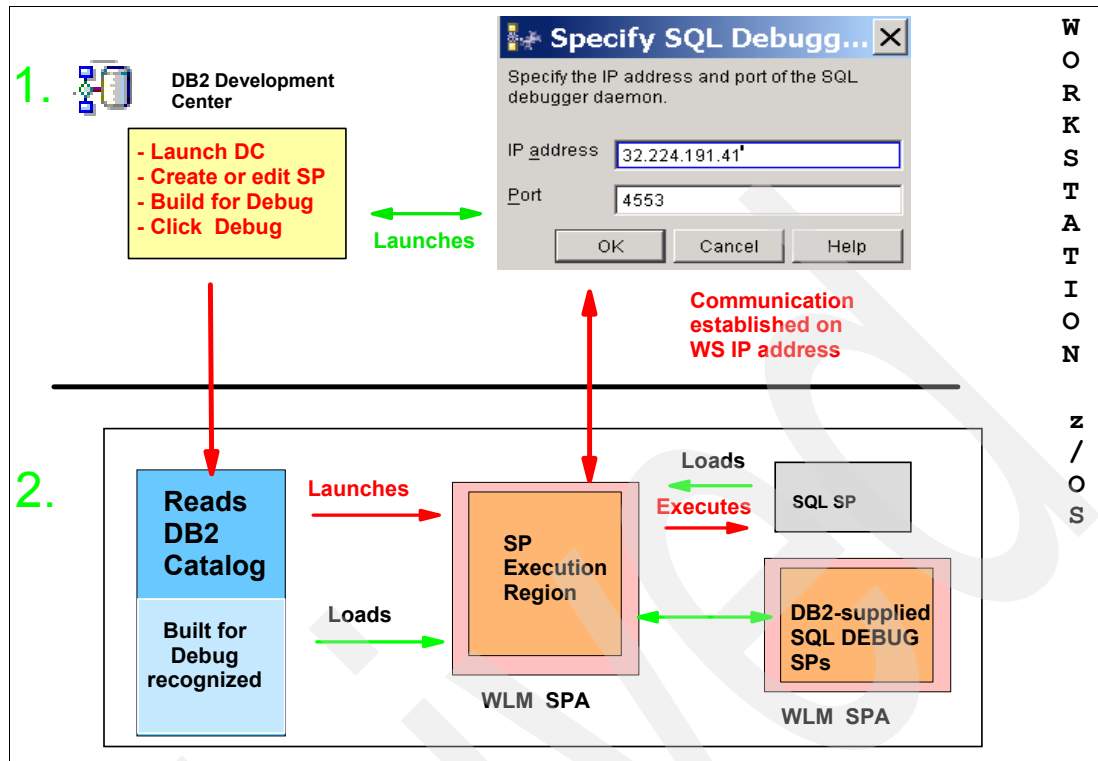 1.
DB2 Development
Center
- Launch DC
- Create or edit SP
- Build for Debug
- Click Debug
Launches
Specify SQL Debugg...
Specify the IP address and port of the SQL
debugger daemon.
IP address
32.224.191.41
Port
4553
OK
Cancel
Help
Communication
established on
WS IP address
WORKSTATION
z/OS
2.
Reads
DB2
Catalog
Built for
Debug
recognized
Launches
Loads
SP
Execution
Region
WLM SPA
Loads
Executes
SQL SP
DB2-supplied
SQL DEBUG
SPs
WLM SPA